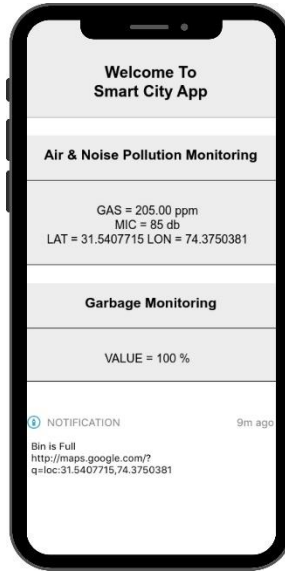 Welcome To
Smart City App
Air & Noise Pollution Monitoring
GAS = 205.00 ppm
MIC = 85 db
LAT = 31.5407715 LON = 74.3750381
Garbage Monitoring
VALUE = 100 %
NOTIFICATION 9m ago
Bin is Full
http://maps.google.com/?
q=loc:31.5407715,74.3750381